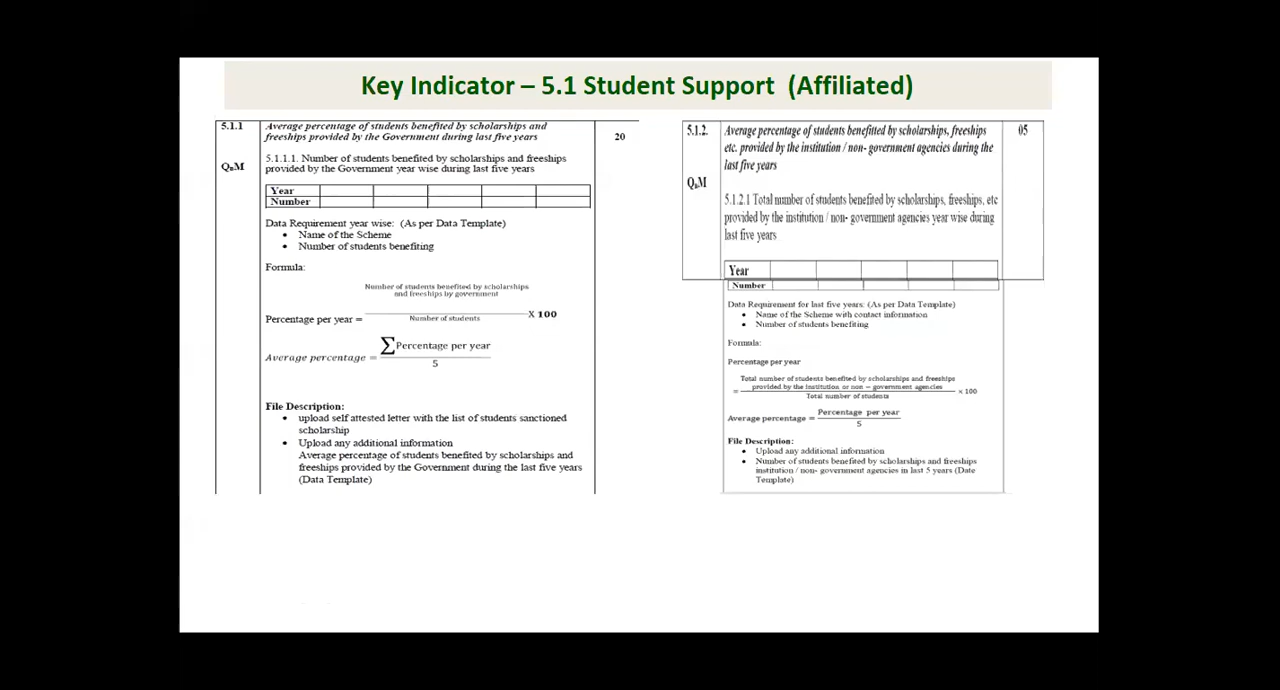 Key Indicator – 5.1 Student Support (Affiliated)
5.1.1
Average percentage of students benefited by scholarships and
freeships provided by the Government during last five years
20
QnM
5.1.1.1. Number of students benefited by scholarships and freeships
provided by the Government year wise during last five years
Year
Number
Data Requirement year wise: (As per Data Template)
• Name of the Scheme
• Number of students benefiting
Formula:
Number of students benefited by scholarships
and freeships by government
Percentage per year = X 100
Number of students
Average percentage = ∑Percentage per year
5
File Description:
• upload self attested letter with the list of students sanctioned
scholarship
• Upload any additional information
Average percentage of students benefited by scholarships and
freeships provided by the Government during the last five years
(Data Template)
5.1.2.
Average percentage of students benefitted by scholarships, freeships
etc. provided by the institution / non- government agencies during the
last five years
05
QnM
5.1.2.1 Total number of students benefited by scholarships, freeships, etc
provided by the institution / non- government agencies year wise during
last five years
Year
Number
Data Requirement for last five years: (As per Data Template)
• Name of the Scheme with contact information
• Number of students benefiting
Formula:
Percentage per year
Total number of students benefited by scholarships and freeships
provided by the institution or non − government agencies
= × 100
Total number of students
Average percentage = Percentage per year
5
File Description:
• Upload any additional information
• Number of students benefited by scholarships and freeships
institution / non- government agencies in last 5 years (Date
Template)